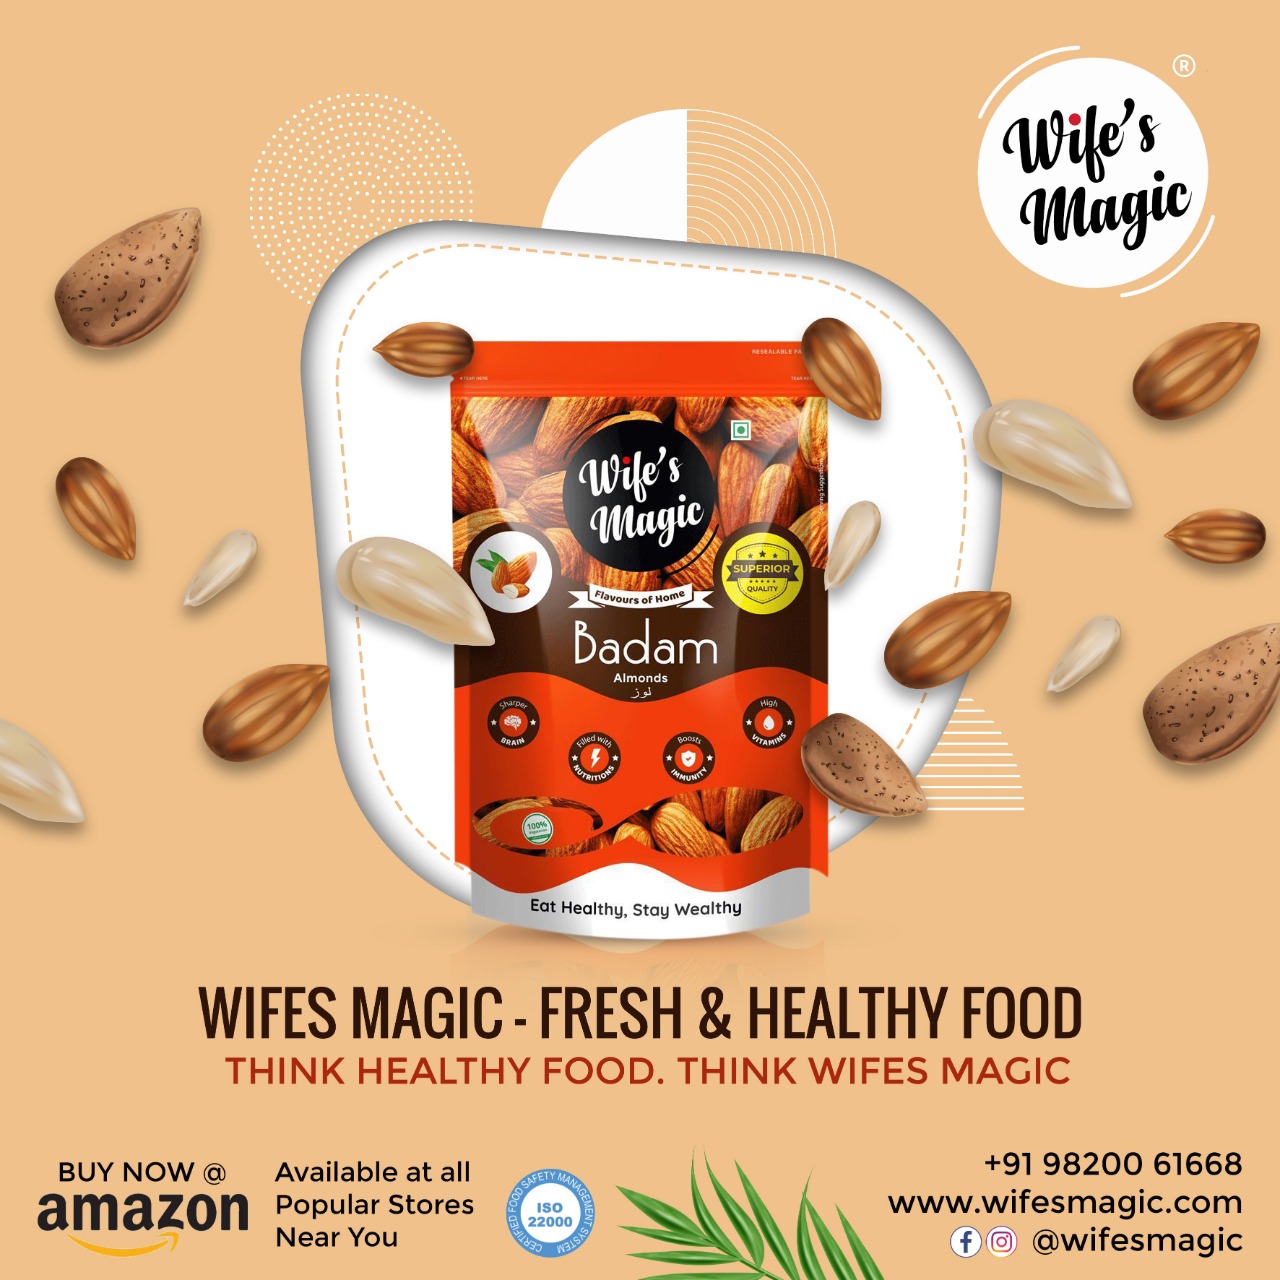 ®
Wife's
Magic
RESEALABLE
TEAR HERE
Wife's
Magic
SUPERIOR
QUALITY
Flavours of Home
Badam
Almonds
لوز
Sharper
BRAIN
Filled with
NUTRITIONS
Boosts
IMMUNITY
High
VITAMINS
100%
Eat Healthy, Stay Wealthy
WIFES MAGIC - FRESH & HEALTHY FOOD
THINK HEALTHY FOOD. THINK WIFES MAGIC
BUY NOW @
amazon
Available at all
Popular Stores
Near You
CERTIFIED FOOD SAFETY MANAGEMENT SYSTEM
ISO
22000
+91 98200 61668
www.wifesmagic.com
@wifesmagic